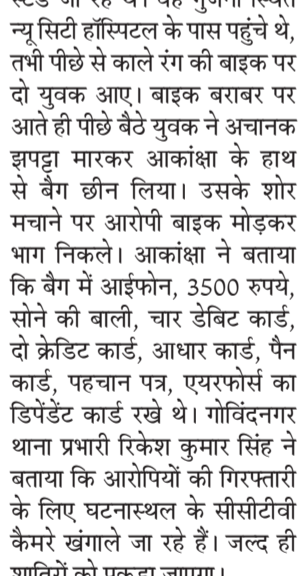 न्यू सिटी हॉस्पिटल के पास पहुंचे थे,
तभी पीछे से काले रंग की बाइक पर
दो युवक आए। बाइक बराबर पर
आते ही पीछे बैठे युवक ने अचानक
झपट्टा मारकर आकांक्षा के हाथ
से बैग छीन लिया। उसके शोर
मचाने पर आरोपी बाइक मोड़कर
भाग निकले। आकांक्षा ने बताया
कि बैग में आईफोन, 3500 रुपये,
सोने की बाली, चार डेबिट कार्ड,
दो क्रेडिट कार्ड, आधार कार्ड, पैन
कार्ड, पहचान पत्र, एयरफोर्स का
डिपेंडेंट कार्ड रखे थे। गोविंदनगर
थाना प्रभारी रिकेश कुमार सिंह ने
बताया कि आरोपियों की गिरफ्तारी
के लिए घटनास्थल के सीसीटीवी
कैमरे खंगाले जा रहे हैं। जल्द ही
शातिरों को पकड़ा जाएगा।